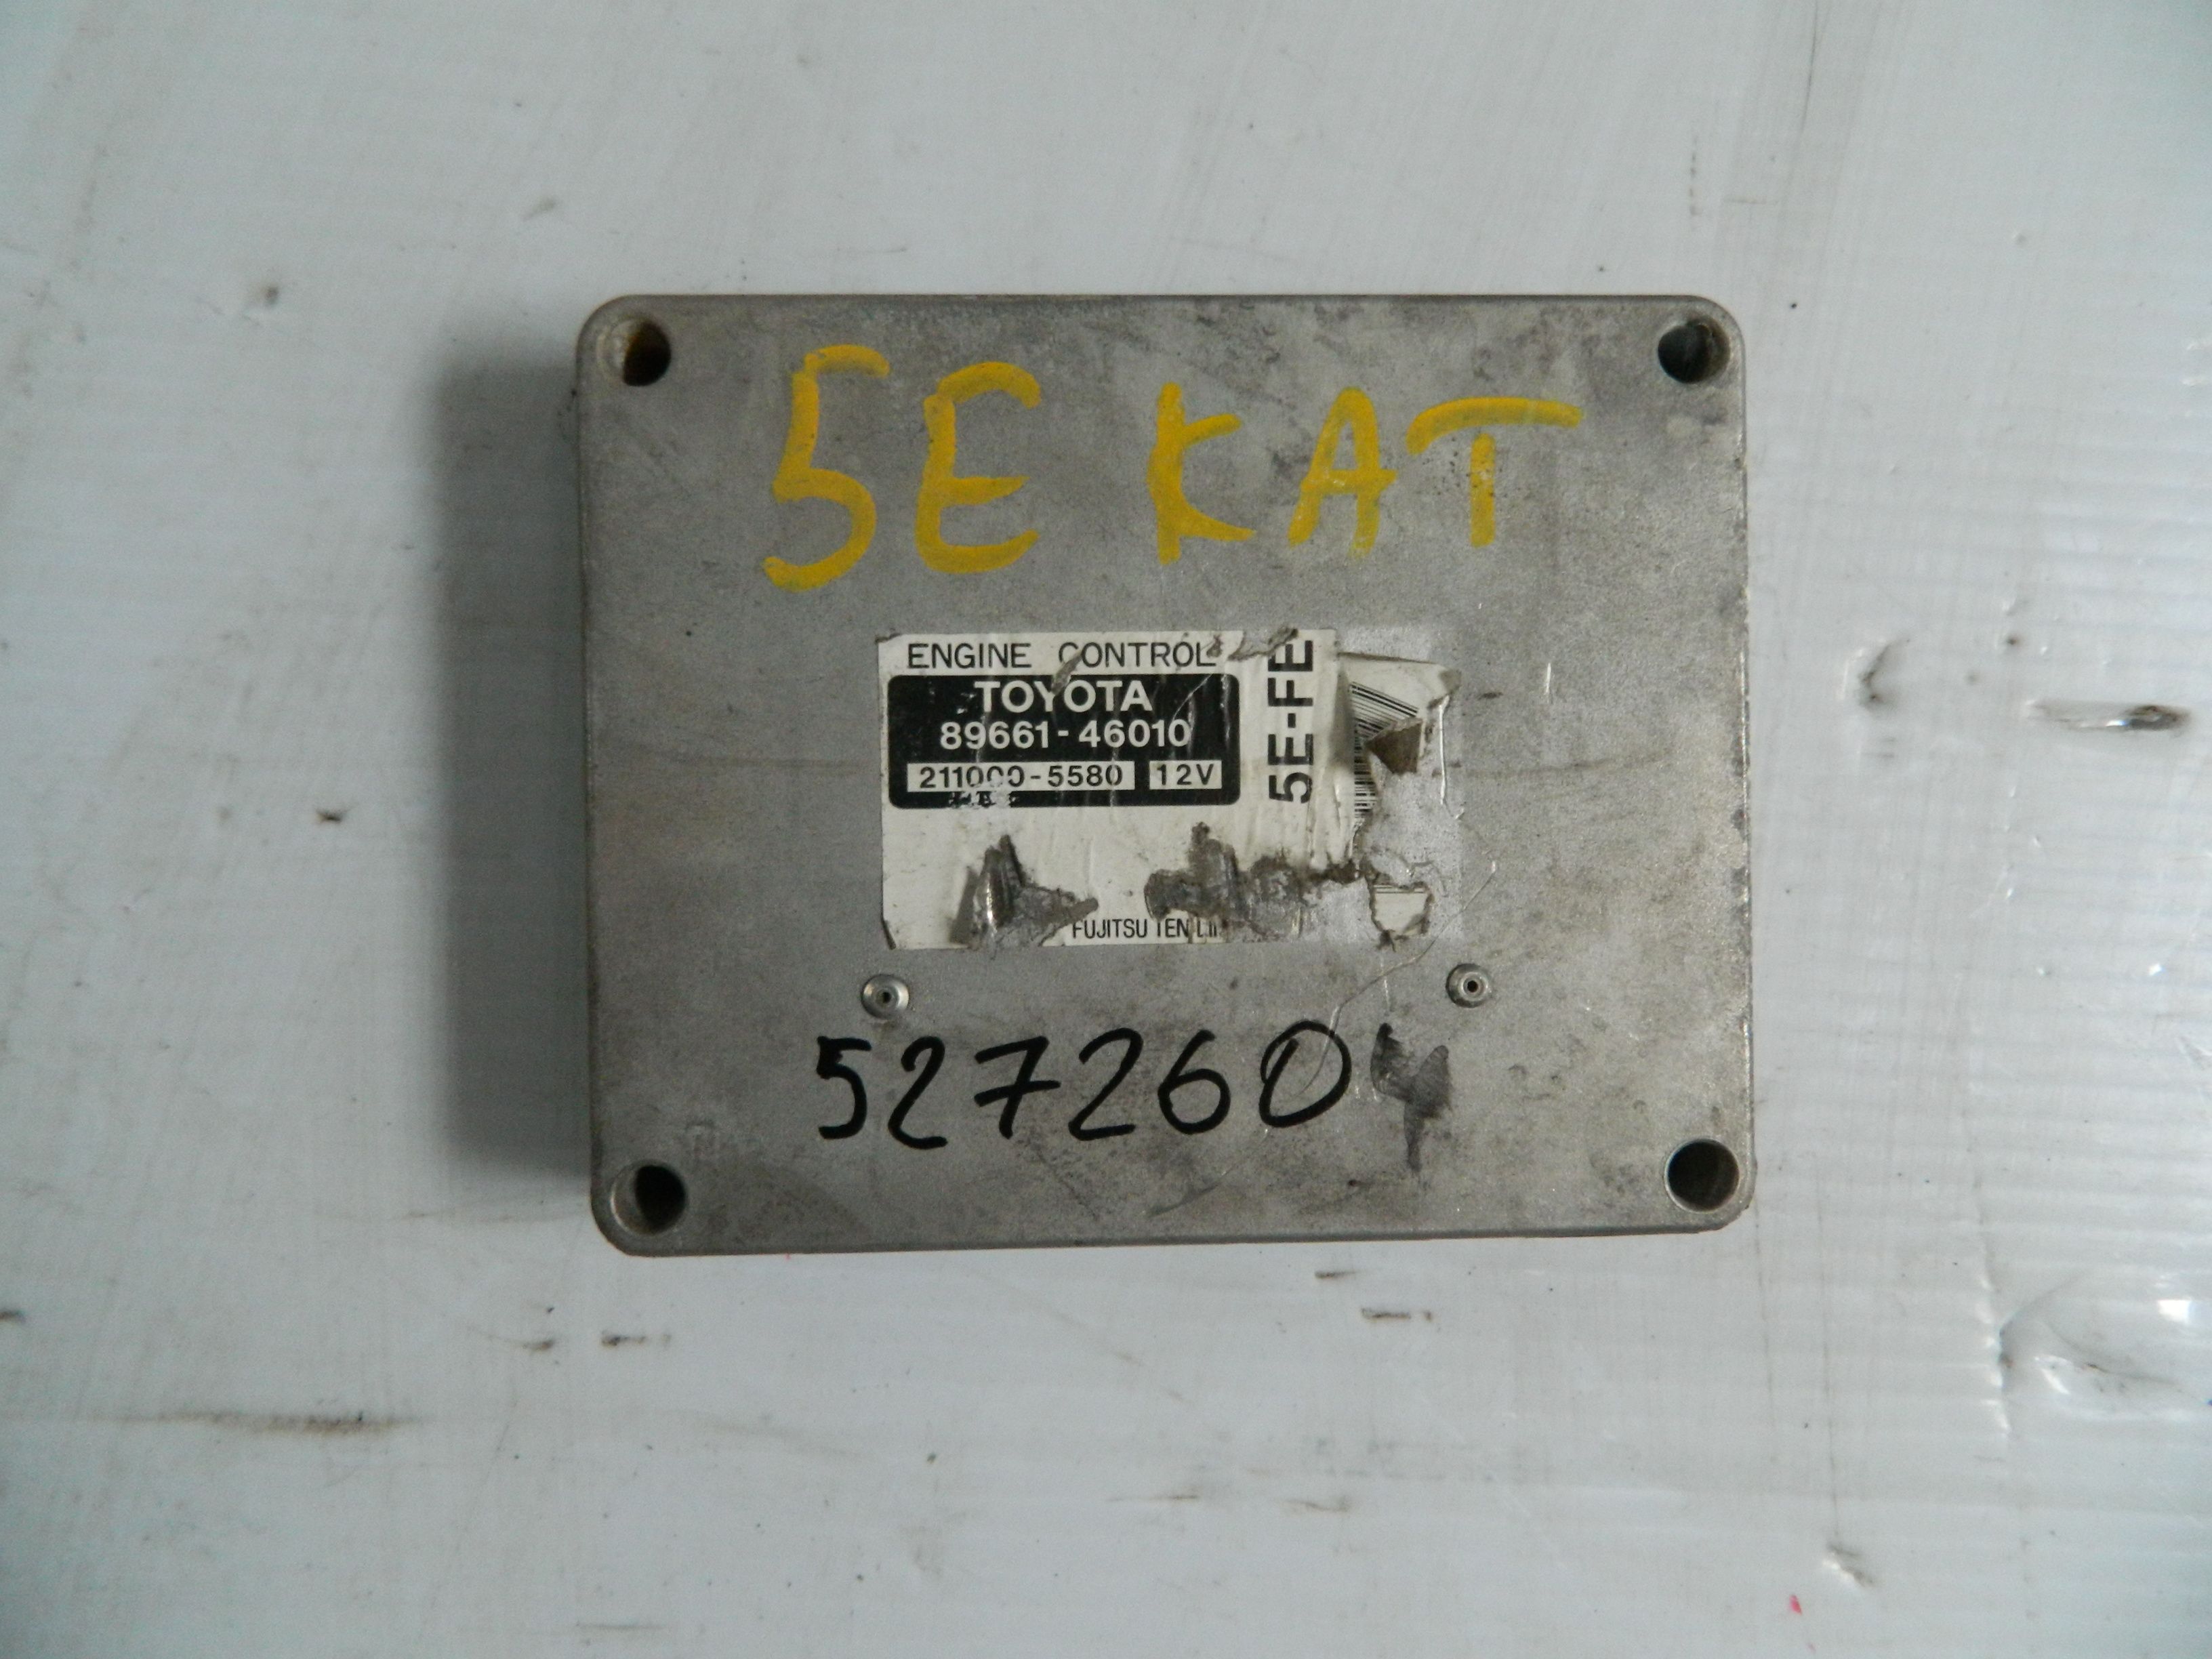 5E KAT
ENGINE CONTROL
TOYOTA
89661-46010
211000-5580 12V
5E-FE
FUJITSU TEN
527260